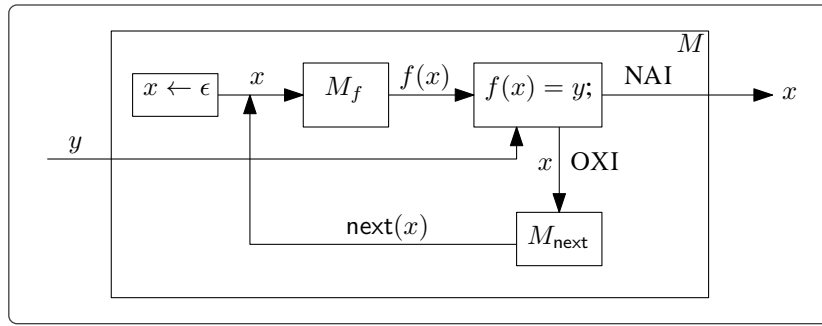 M
x ← ϵ
x
M_f
f(x)
f(x) = y;
NAI
x
y
x
OXI
next(x)
M_next